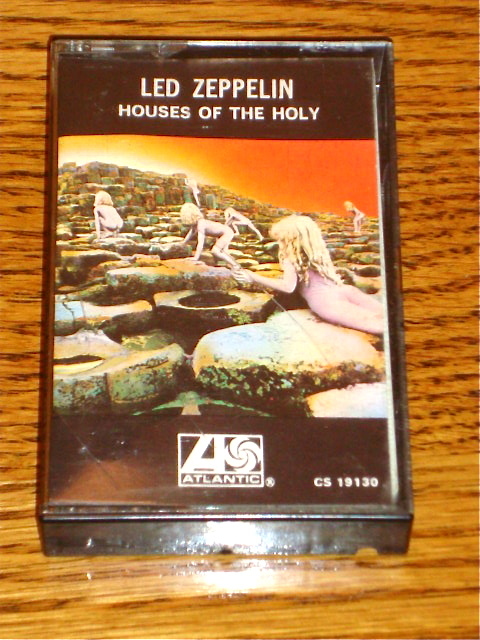 LED ZEPPELIN
HOUSES OF THE HOLY
ATLANTIC®
CS 19130